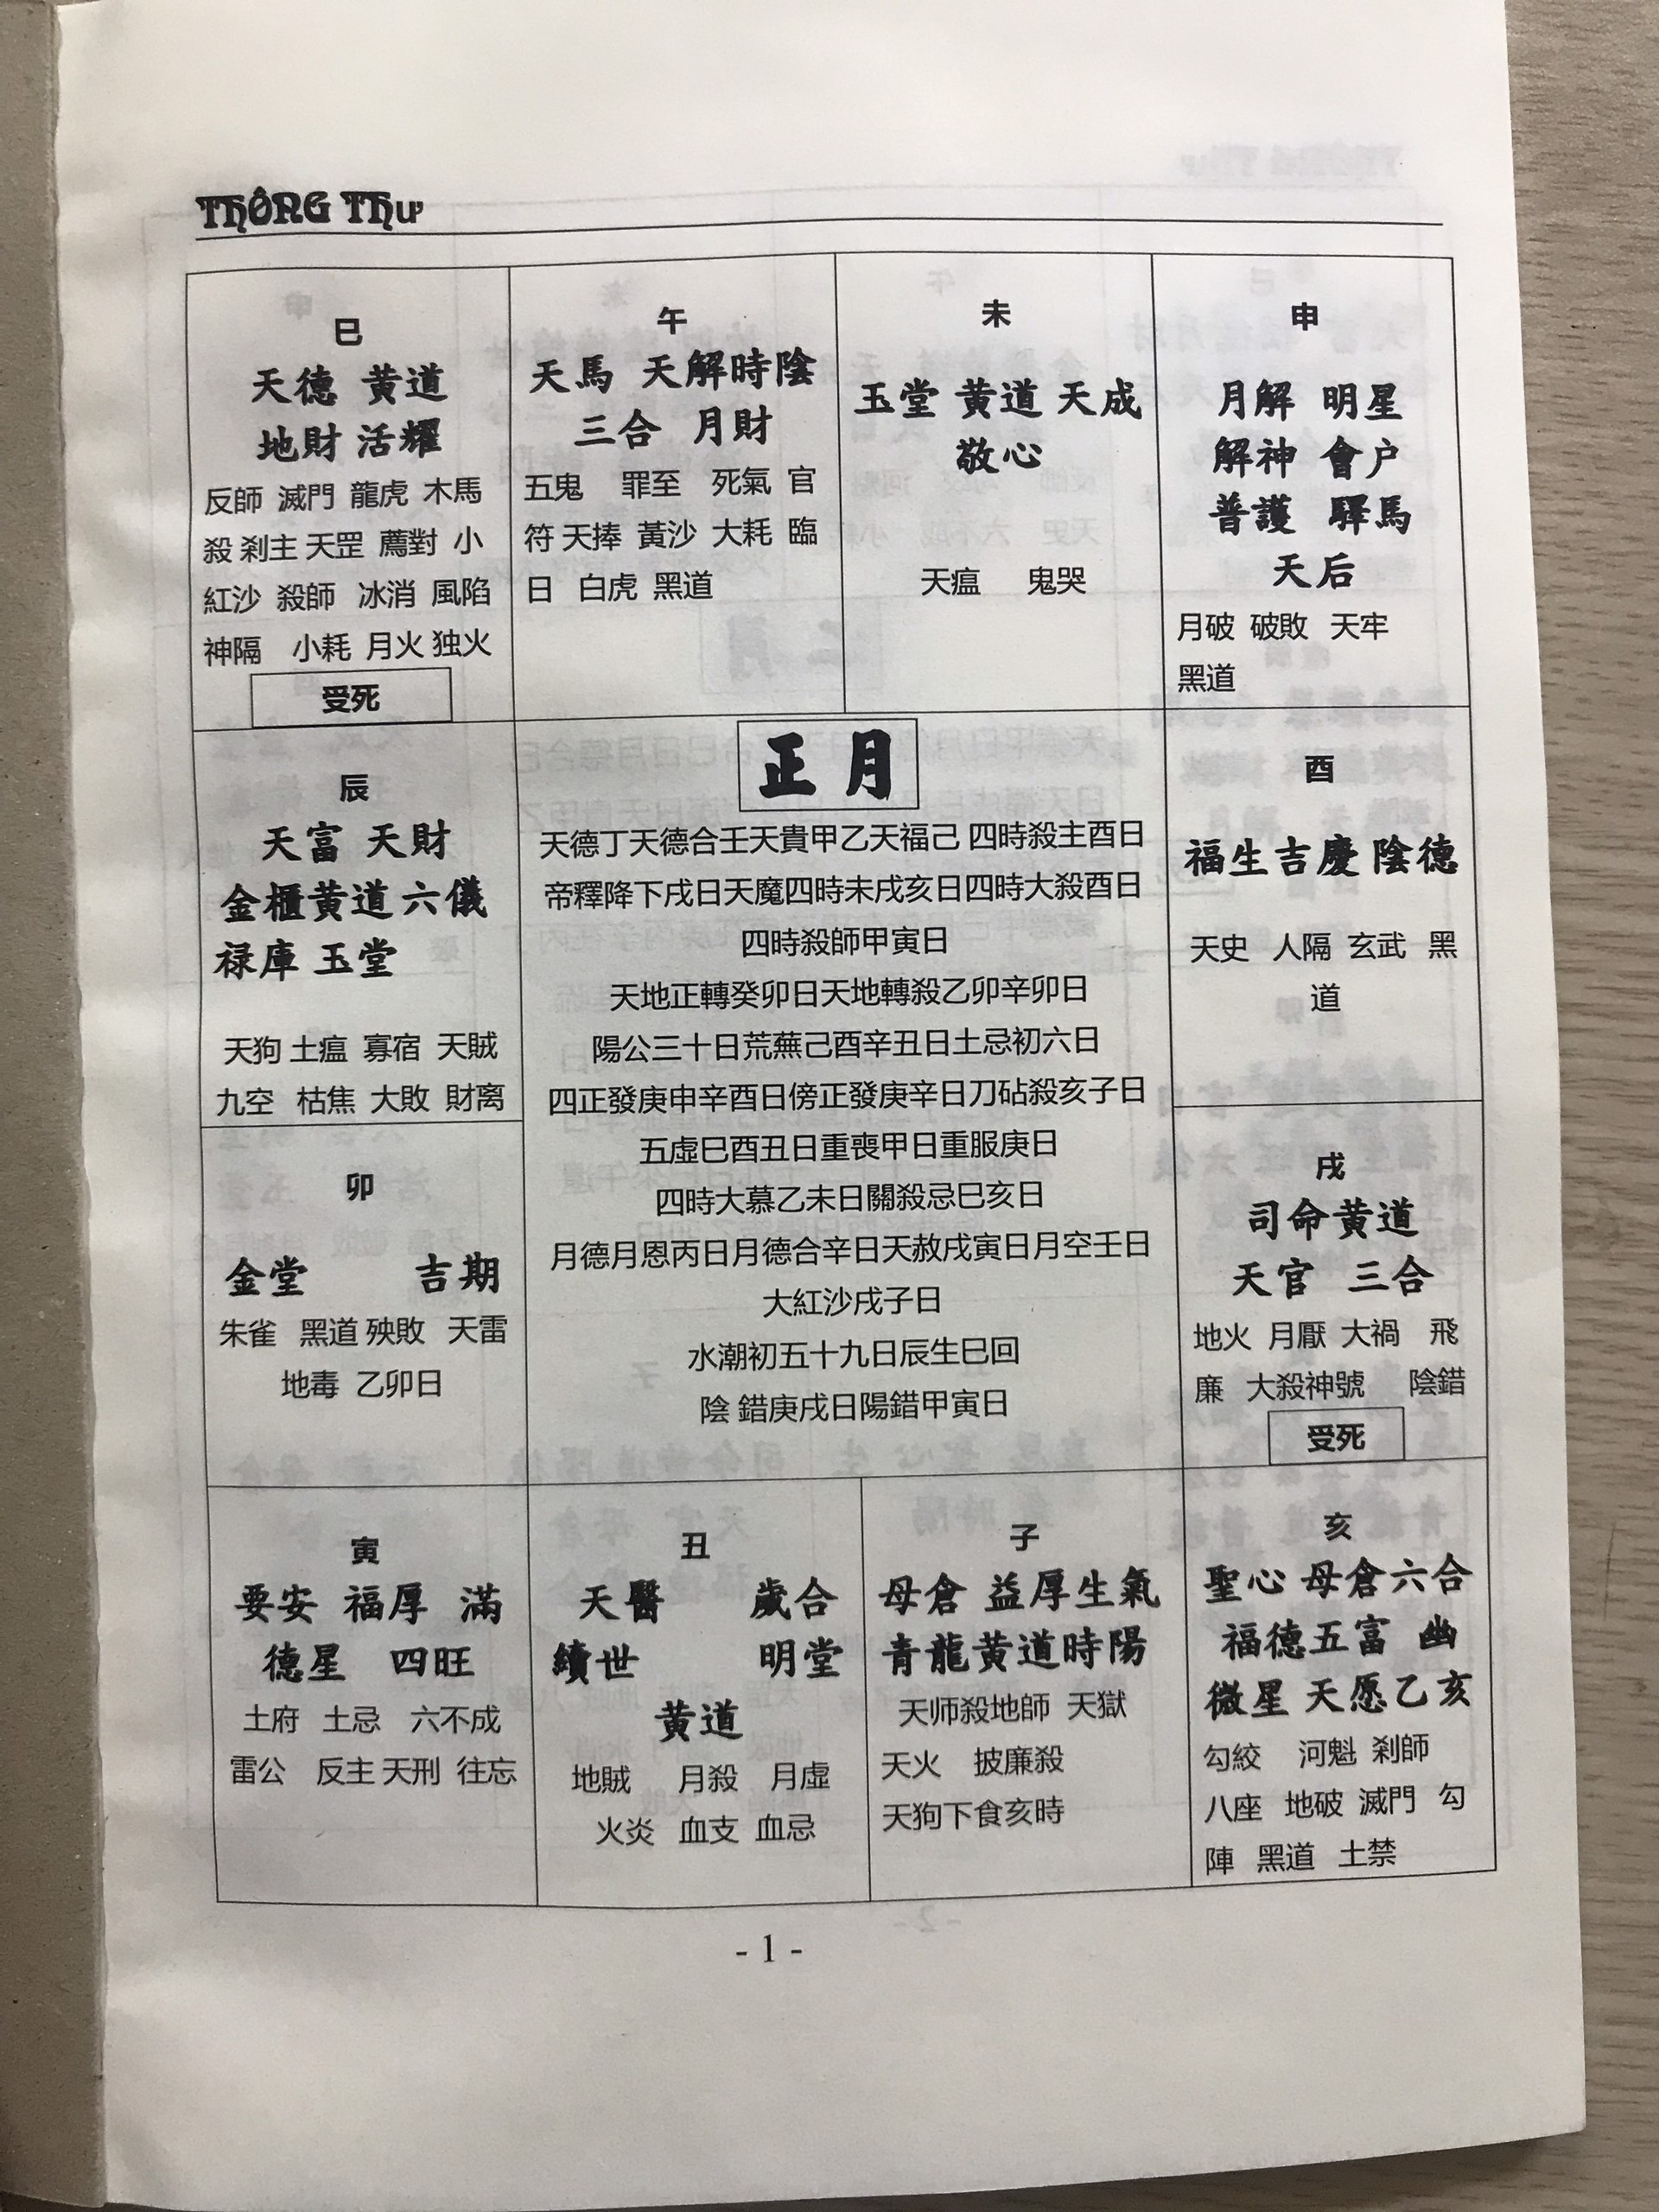 THÔNG THƯ
巳
天德 黄道
地財 活耀
反師 滅門 龍虎 木馬
殺 剎主 天罡 薦對 小
紅沙 殺師 冰消 風陷
神隔 小耗 月火 独火
受死
午
天馬 天解時陰
三合 月財
五鬼 罪至 死氣 官
符 天捧 黃沙 大耗 臨
日 白虎 黑道
未
玉堂 黄道 天成
敬心
天瘟 鬼哭
申
月解 明星
解神 會户
普護 驛馬
天后
月破 破敗 天牢
黑道
辰
天富 天財
金櫃黄道 六儀
禄庫 玉堂
天狗 土瘟 寡宿 天賊
九空 枯焦 大敗 財离
正月
天德丁天德合壬天貴甲乙天福己 四時殺主酉日
帝釋降下戌日天魔四時未戌亥日四時大殺酉日
四時殺師甲寅日
天地正轉癸卯日天地轉殺乙卯辛卯日
陽公三十日荒蕪己酉辛丑日土忌初六日
四正發庚申辛酉日傍正發庚辛日刀砧殺亥子日
五虛巳酉丑日重喪甲日重服庚日
四時大慕乙未日關殺忌巳亥日
月德月恩丙日月德合辛日天赦戌寅日月空壬日
大紅沙戌子日
水潮初五十九日辰生巳回
陰 錯庚戌日陽錯甲寅日
酉
福生吉慶 陰德
天史 人隔 玄武 黑
道
卯
金堂 吉期
朱雀 黑道 殃敗 天雷
地毒 乙卯日
戌
司命黄道
天官 三合
地火 月厭 大禍 飛
廉 大殺神號 陰錯
受死
寅
要安 福厚 滿
德星 四旺
土府 土忌 六不成
雷公 反主 天刑 往忘
丑
天醫 歲合
續世 明堂
黄道
地賊 月殺 月虛
火炎 血支 血忌
子
母倉 益厚生氣
青龍黄道時陽
天师殺地師 天獄
天火 披廉殺
天狗下食亥時
亥
聖心 母倉六合
福德五富 幽
微星 天愿乙亥
勾絞 河魁 剎師
八座 地破 滅門 勾
陣 黑道 土禁
- 1 -